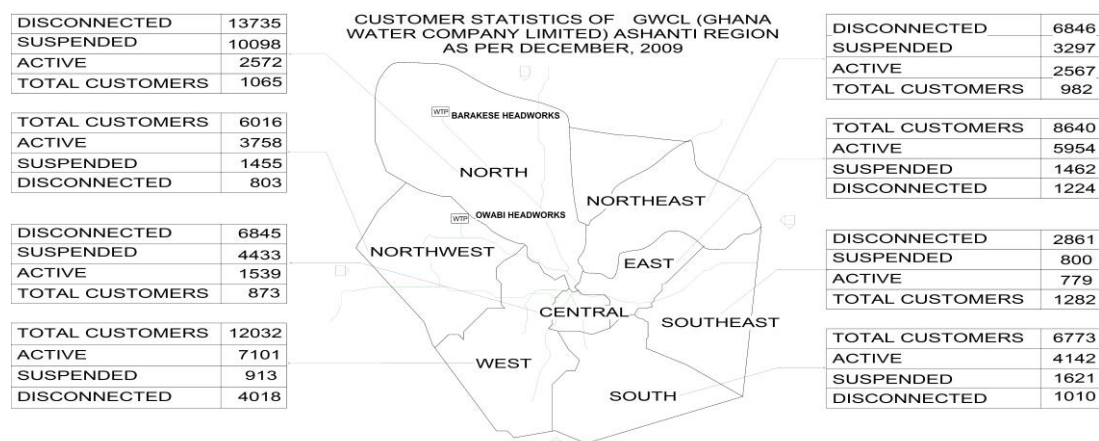 CUSTOMER STATISTICS OF GWCL (GHANA
WATER COMPANY LIMITED) ASHANTI REGION
AS PER DECEMBER, 2009
DISCONNECTED 13735
SUSPENDED 10098
ACTIVE 2572
TOTAL CUSTOMERS 1065
TOTAL CUSTOMERS 6016
ACTIVE 3758
SUSPENDED 1455
DISCONNECTED 803
DISCONNECTED 6845
SUSPENDED 4433
ACTIVE 1539
TOTAL CUSTOMERS 873
TOTAL CUSTOMERS 12032
ACTIVE 7101
SUSPENDED 913
DISCONNECTED 4018
WTP BARAKESE HEADWORKS
NORTH
NORTHEAST
WTP OWABI HEADWORKS
NORTHWEST
EAST
CENTRAL
SOUTHEAST
WEST
SOUTH
DISCONNECTED 6846
SUSPENDED 3297
ACTIVE 2567
TOTAL CUSTOMERS 982
TOTAL CUSTOMERS 8640
ACTIVE 5954
SUSPENDED 1462
DISCONNECTED 1224
DISCONNECTED 2861
SUSPENDED 800
ACTIVE 779
TOTAL CUSTOMERS 1282
TOTAL CUSTOMERS 6773
ACTIVE 4142
SUSPENDED 1621
DISCONNECTED 1010